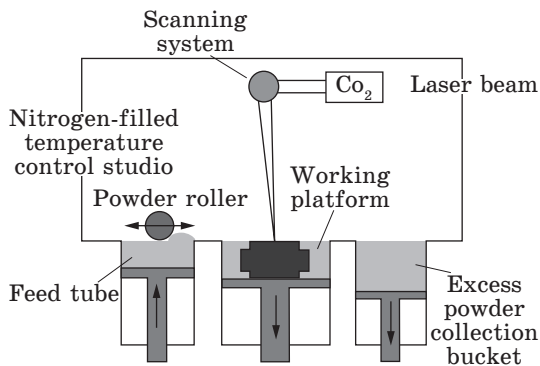 Scanning
system
Co₂
Laser beam
Nitrogen-filled
temperature
control studio
Powder roller
Working
platform
Feed tube
Excess
powder
collection
bucket